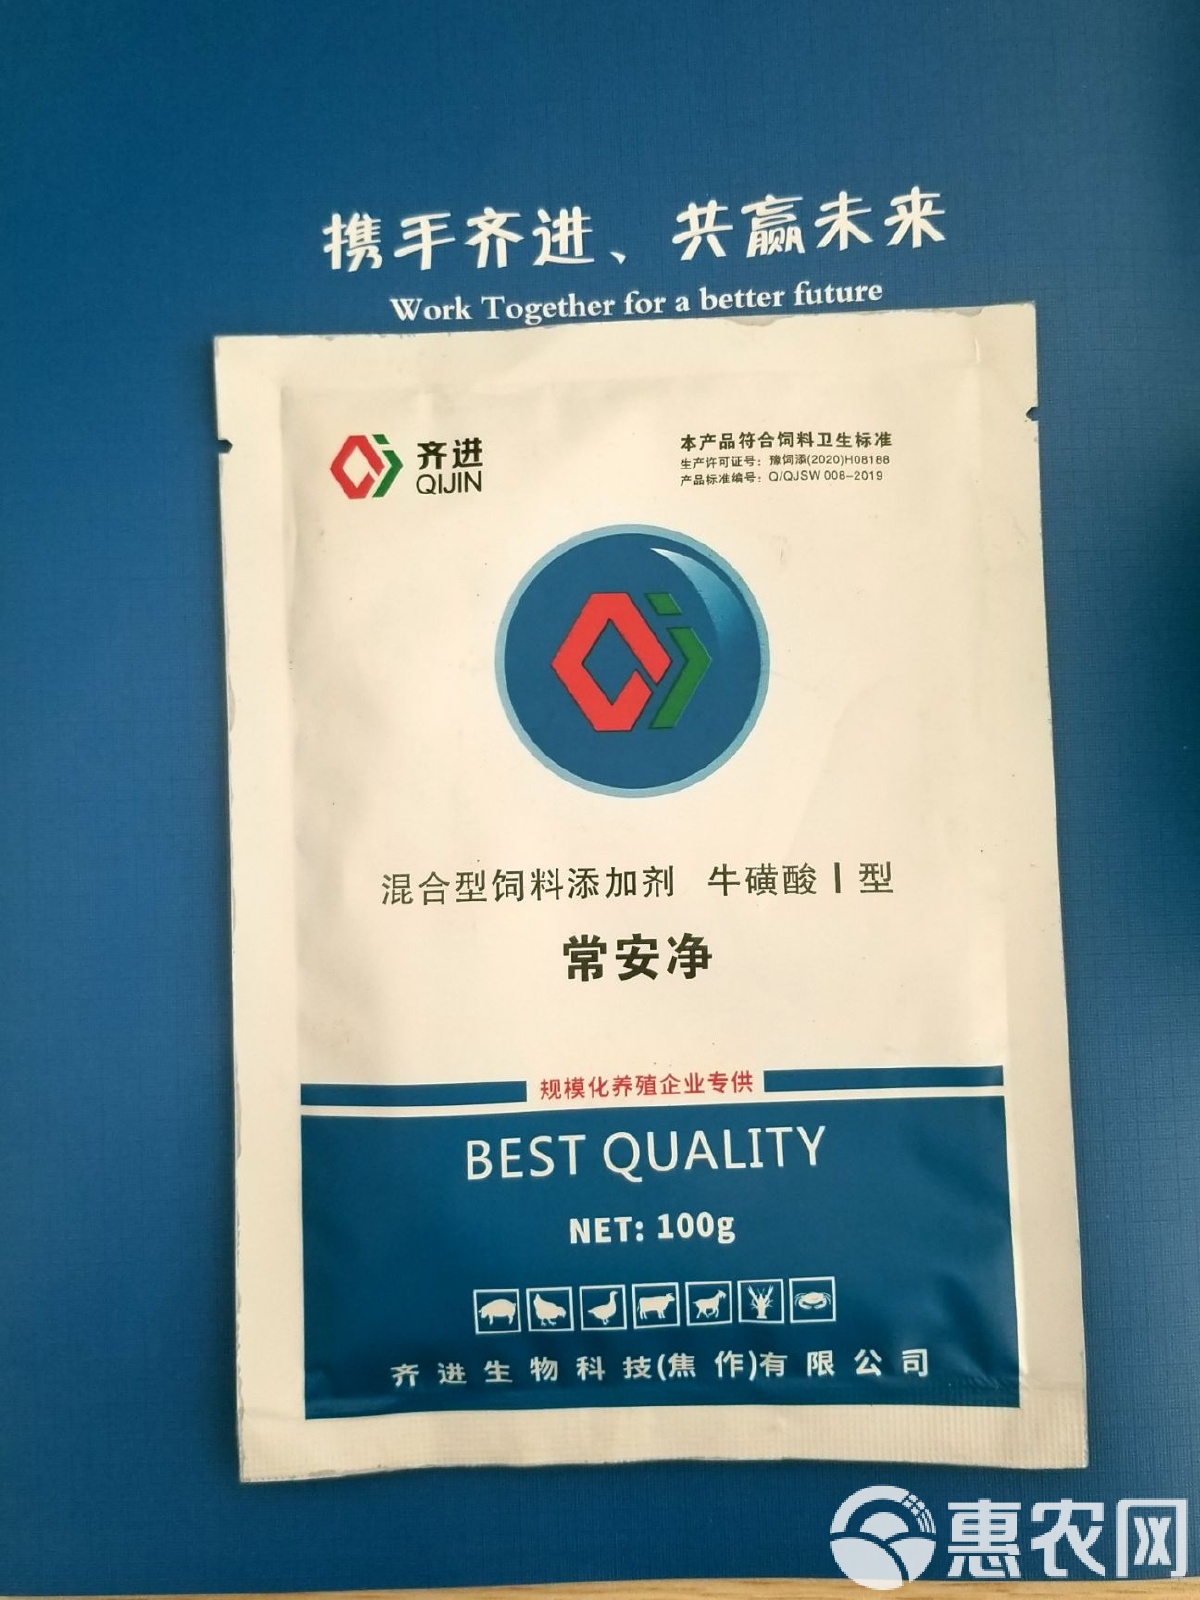 携手齐进、共赢未来
Work Together for a better future
齐进
QIJIN
本产品符合饲料卫生标准
生产许可证号：豫饲添(2020)H08188
产品标准编号：Q/QJSW 008-2019
混合型饲料添加剂 牛磺酸Ⅰ型
常安净
规模化养殖企业专供
BEST QUALITY
NET: 100g
齐进生物科技(焦作)有限公司
惠农网